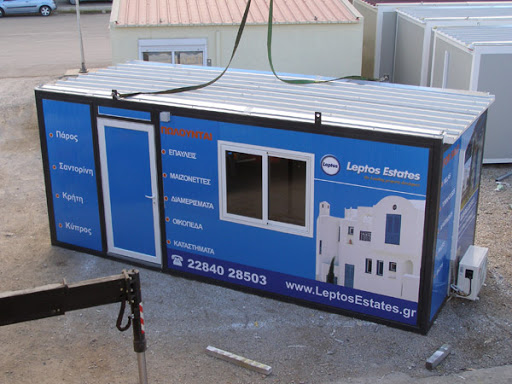 Πάρος
Σαντορίνη
Κρήτη
Κύπρος
ΠΩΛΟΥΝΤΑΙ
ΕΠΑΥΛΕΙΣ
ΜΑΙΖΟΝΕΤΤΕΣ
ΔΙΑΜΕΡΙΣΜΑΤΑ
ΟΙΚΟΠΕΔΑ
ΚΑΤΑΣΤΗΜΑΤΑ
22840 28503
Leptos
Leptos Estates
www.LeptosEstates.gr